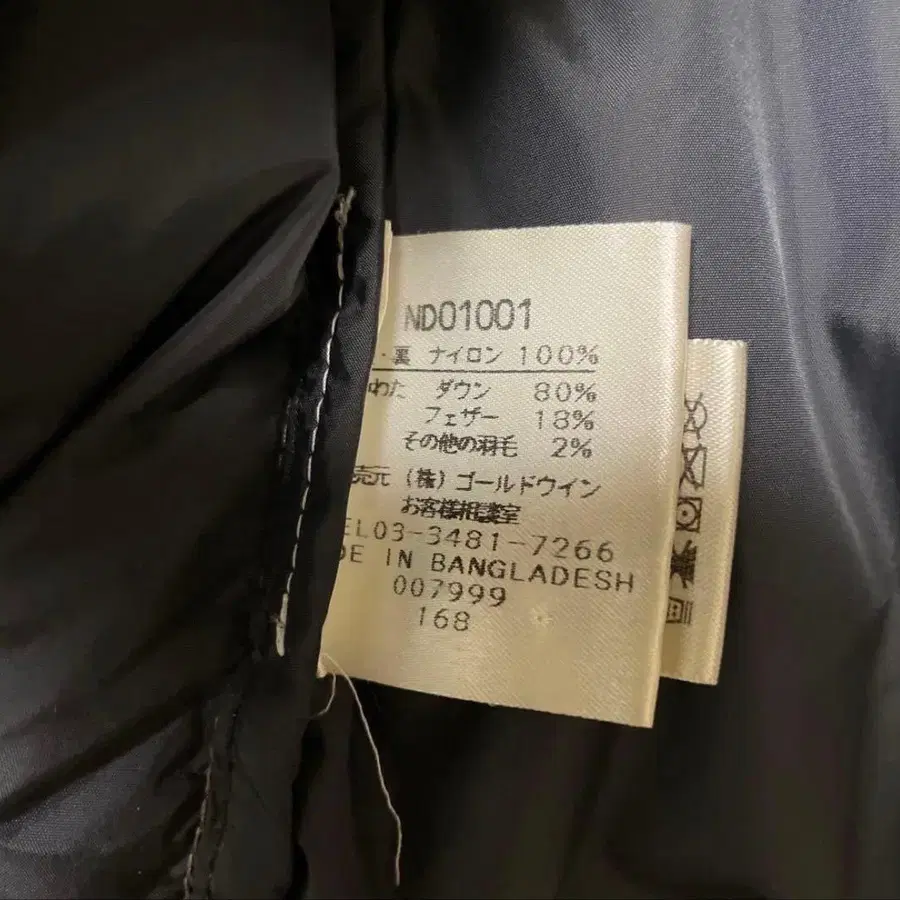 ND01001
・裏 ナイロン 100%
わた ダウン 80%
フェザー 18%
その他の羽毛 2%
売元 (株)ゴールドウイン
お客様相談室
EL03-3481-7266
DE IN BANGLADESH
007999
168